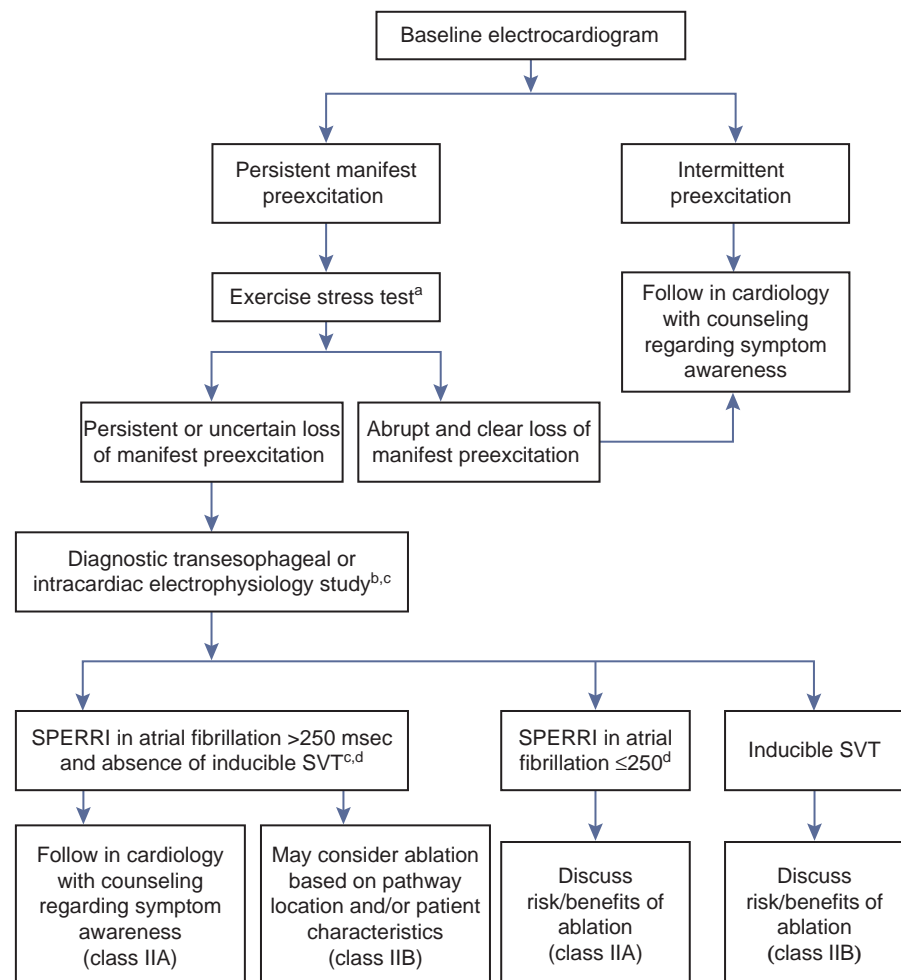 Baseline electrocardiogram
Persistent manifest
preexcitation
Intermittent
preexcitation
Exercise stress testᵃ
Follow in cardiology
with counseling
regarding symptom
awareness
Persistent or uncertain loss
of manifest preexcitation
Abrupt and clear loss of
manifest preexcitation
Diagnostic transesophageal or
intracardiac electrophysiology studyᵇ,ᶜ
SPERRI in atrial fibrillation >250 msec
and absence of inducible SVTᶜ,ᵈ
SPERRI in atrial
fibrillation ≤250ᵈ
Inducible SVT
Follow in cardiology
with counseling
regarding symptom
awareness
(class IIA)
May consider ablation
based on pathway
location and/or patient
characteristics
(class IIB)
Discuss
risk/benefits of
ablation
(class IIA)
Discuss
risk/benefits of
ablation
(class IIB)